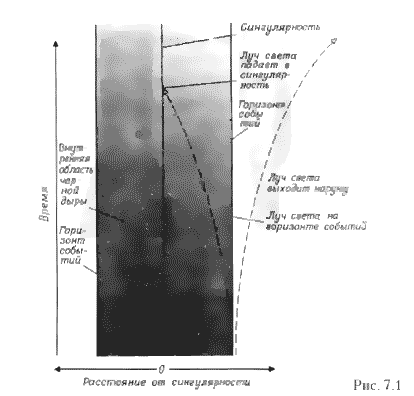 Сингулярность
Луч света
падает в
сингуляр-
ность
Горизонт
собы
тий
Внут
ренняя
область
чер
ной
дыры
Время
Луч света
выходит наружу
Луч света на
горизонте событий
Гори-
зонт
собы-
тий
0
Расстояние от сингулярности
Рис. 7.1